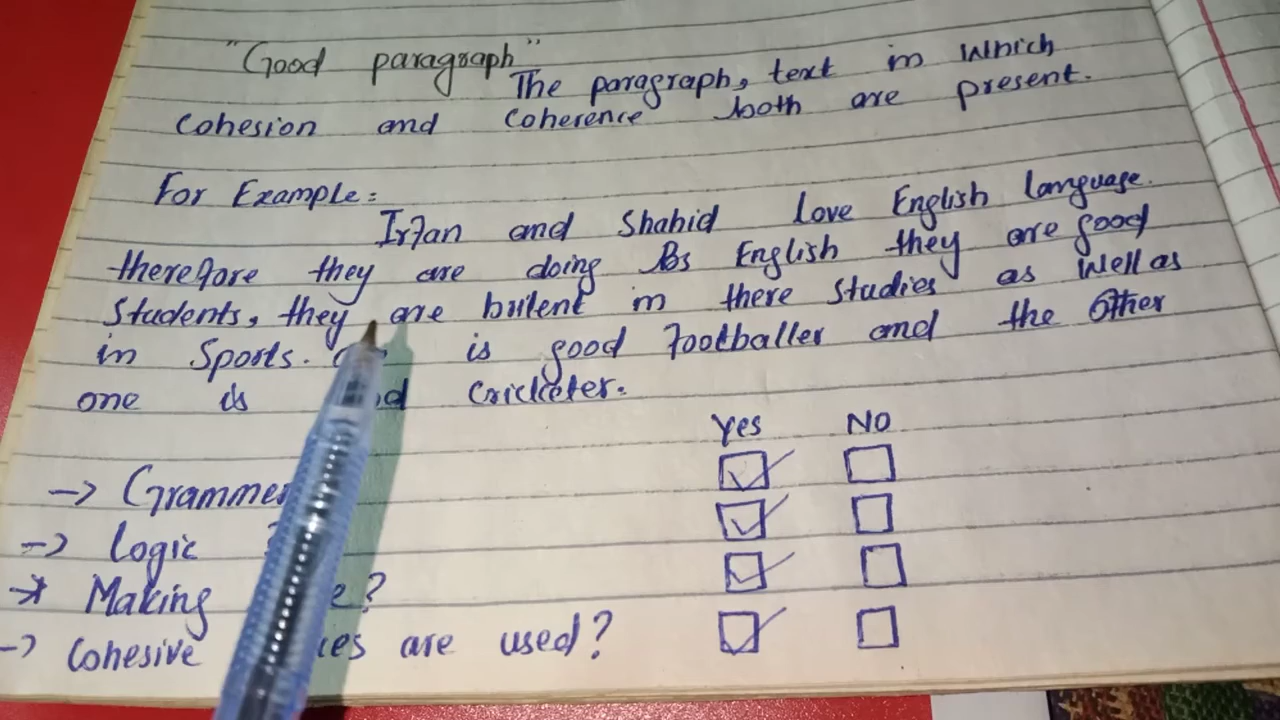 "Good paragraph"
The paragraph, text in which
cohesion and coherence both are present.
For Example:
Irfan and Shahid love English language.
therefore they are doing Bs English they are good
students, they are brilent in there studies as well as
in Sports. is good footballer and the other
one is cricketer.
Yes NO
-> Grammer
-> Logic ?
-> Making ?
-> Cohesive are used?